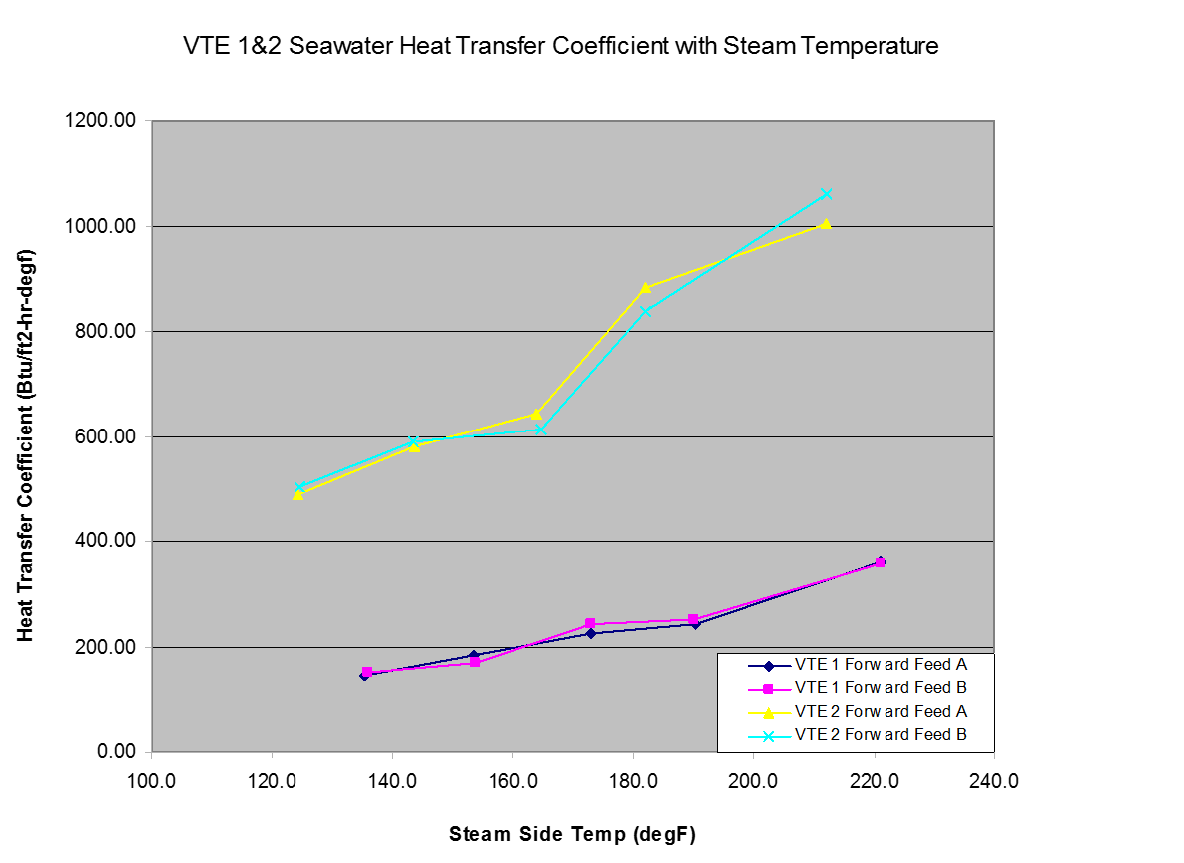 VTE 1&2 Seawater Heat Transfer Coefficient with Steam Temperature
1200.00
1000.00
800.00
600.00
400.00
200.00
0.00
Heat Transfer Coefficient (Btu/ft2-hr-degf)
VTE 1 Forward Feed A
VTE 1 Forward Feed B
VTE 2 Forward Feed A
VTE 2 Forward Feed B
100.0 120.0 140.0 160.0 180.0 200.0 220.0 240.0
Steam Side Temp (degF)